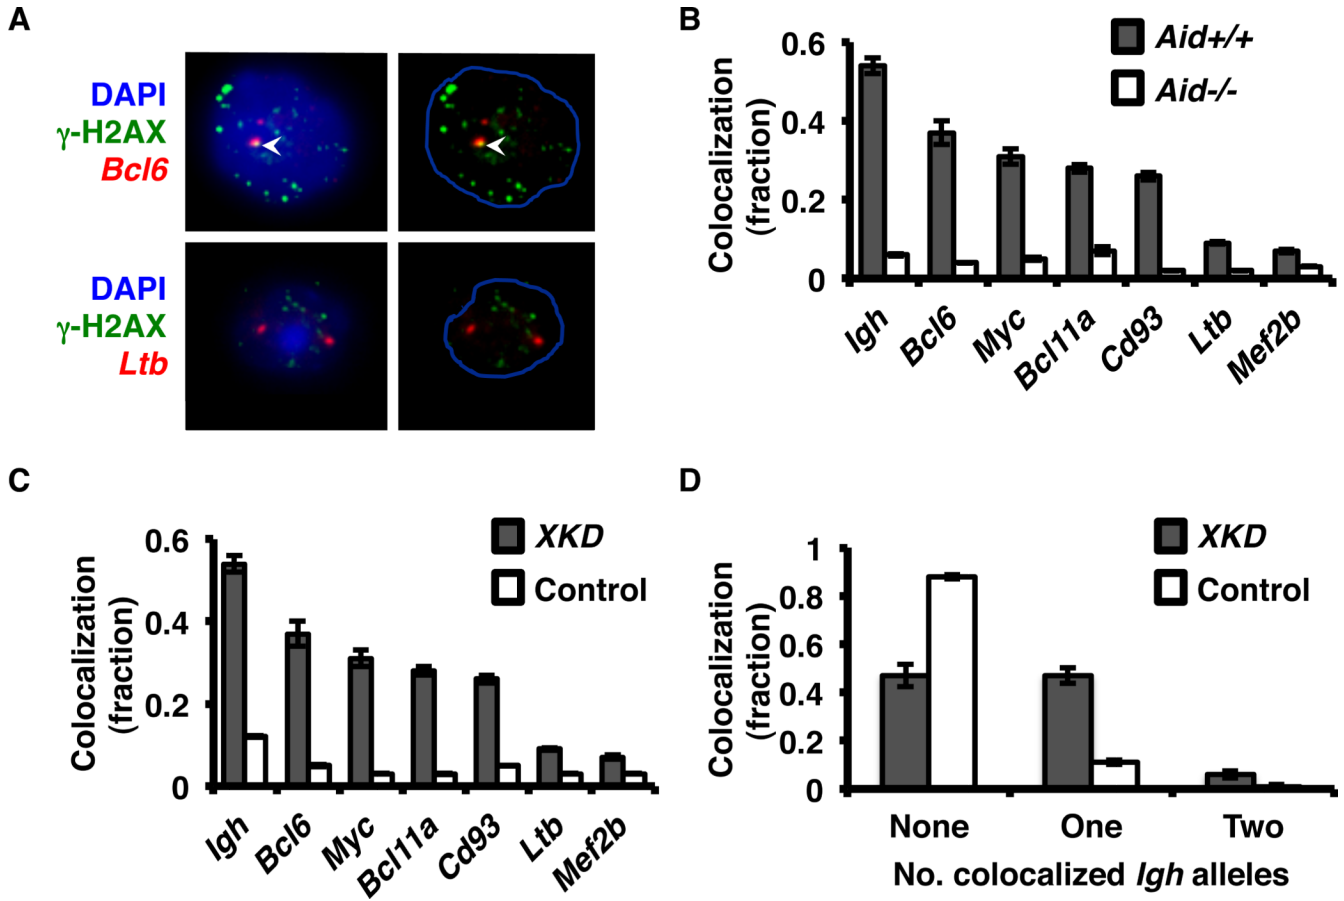 A
DAPI
γ-H2AX
Bcl6
DAPI
γ-H2AX
Ltb
B
Aid+/+
Aid-/-
Colocalization
(fraction)
0.6
0.4
0.2
0
Igh
Bcl6
Myc
Bcl11a
Cd93
Ltb
Mef2b
C
XKD
Control
Colocalization
(fraction)
0.6
0.4
0.2
0
Igh
Bcl6
Myc
Bcl11a
Cd93
Ltb
Mef2b
D
XKD
Control
Colocalization
(fraction)
1
0.8
0.6
0.4
0.2
0
None One Two
No. colocalized Igh alleles